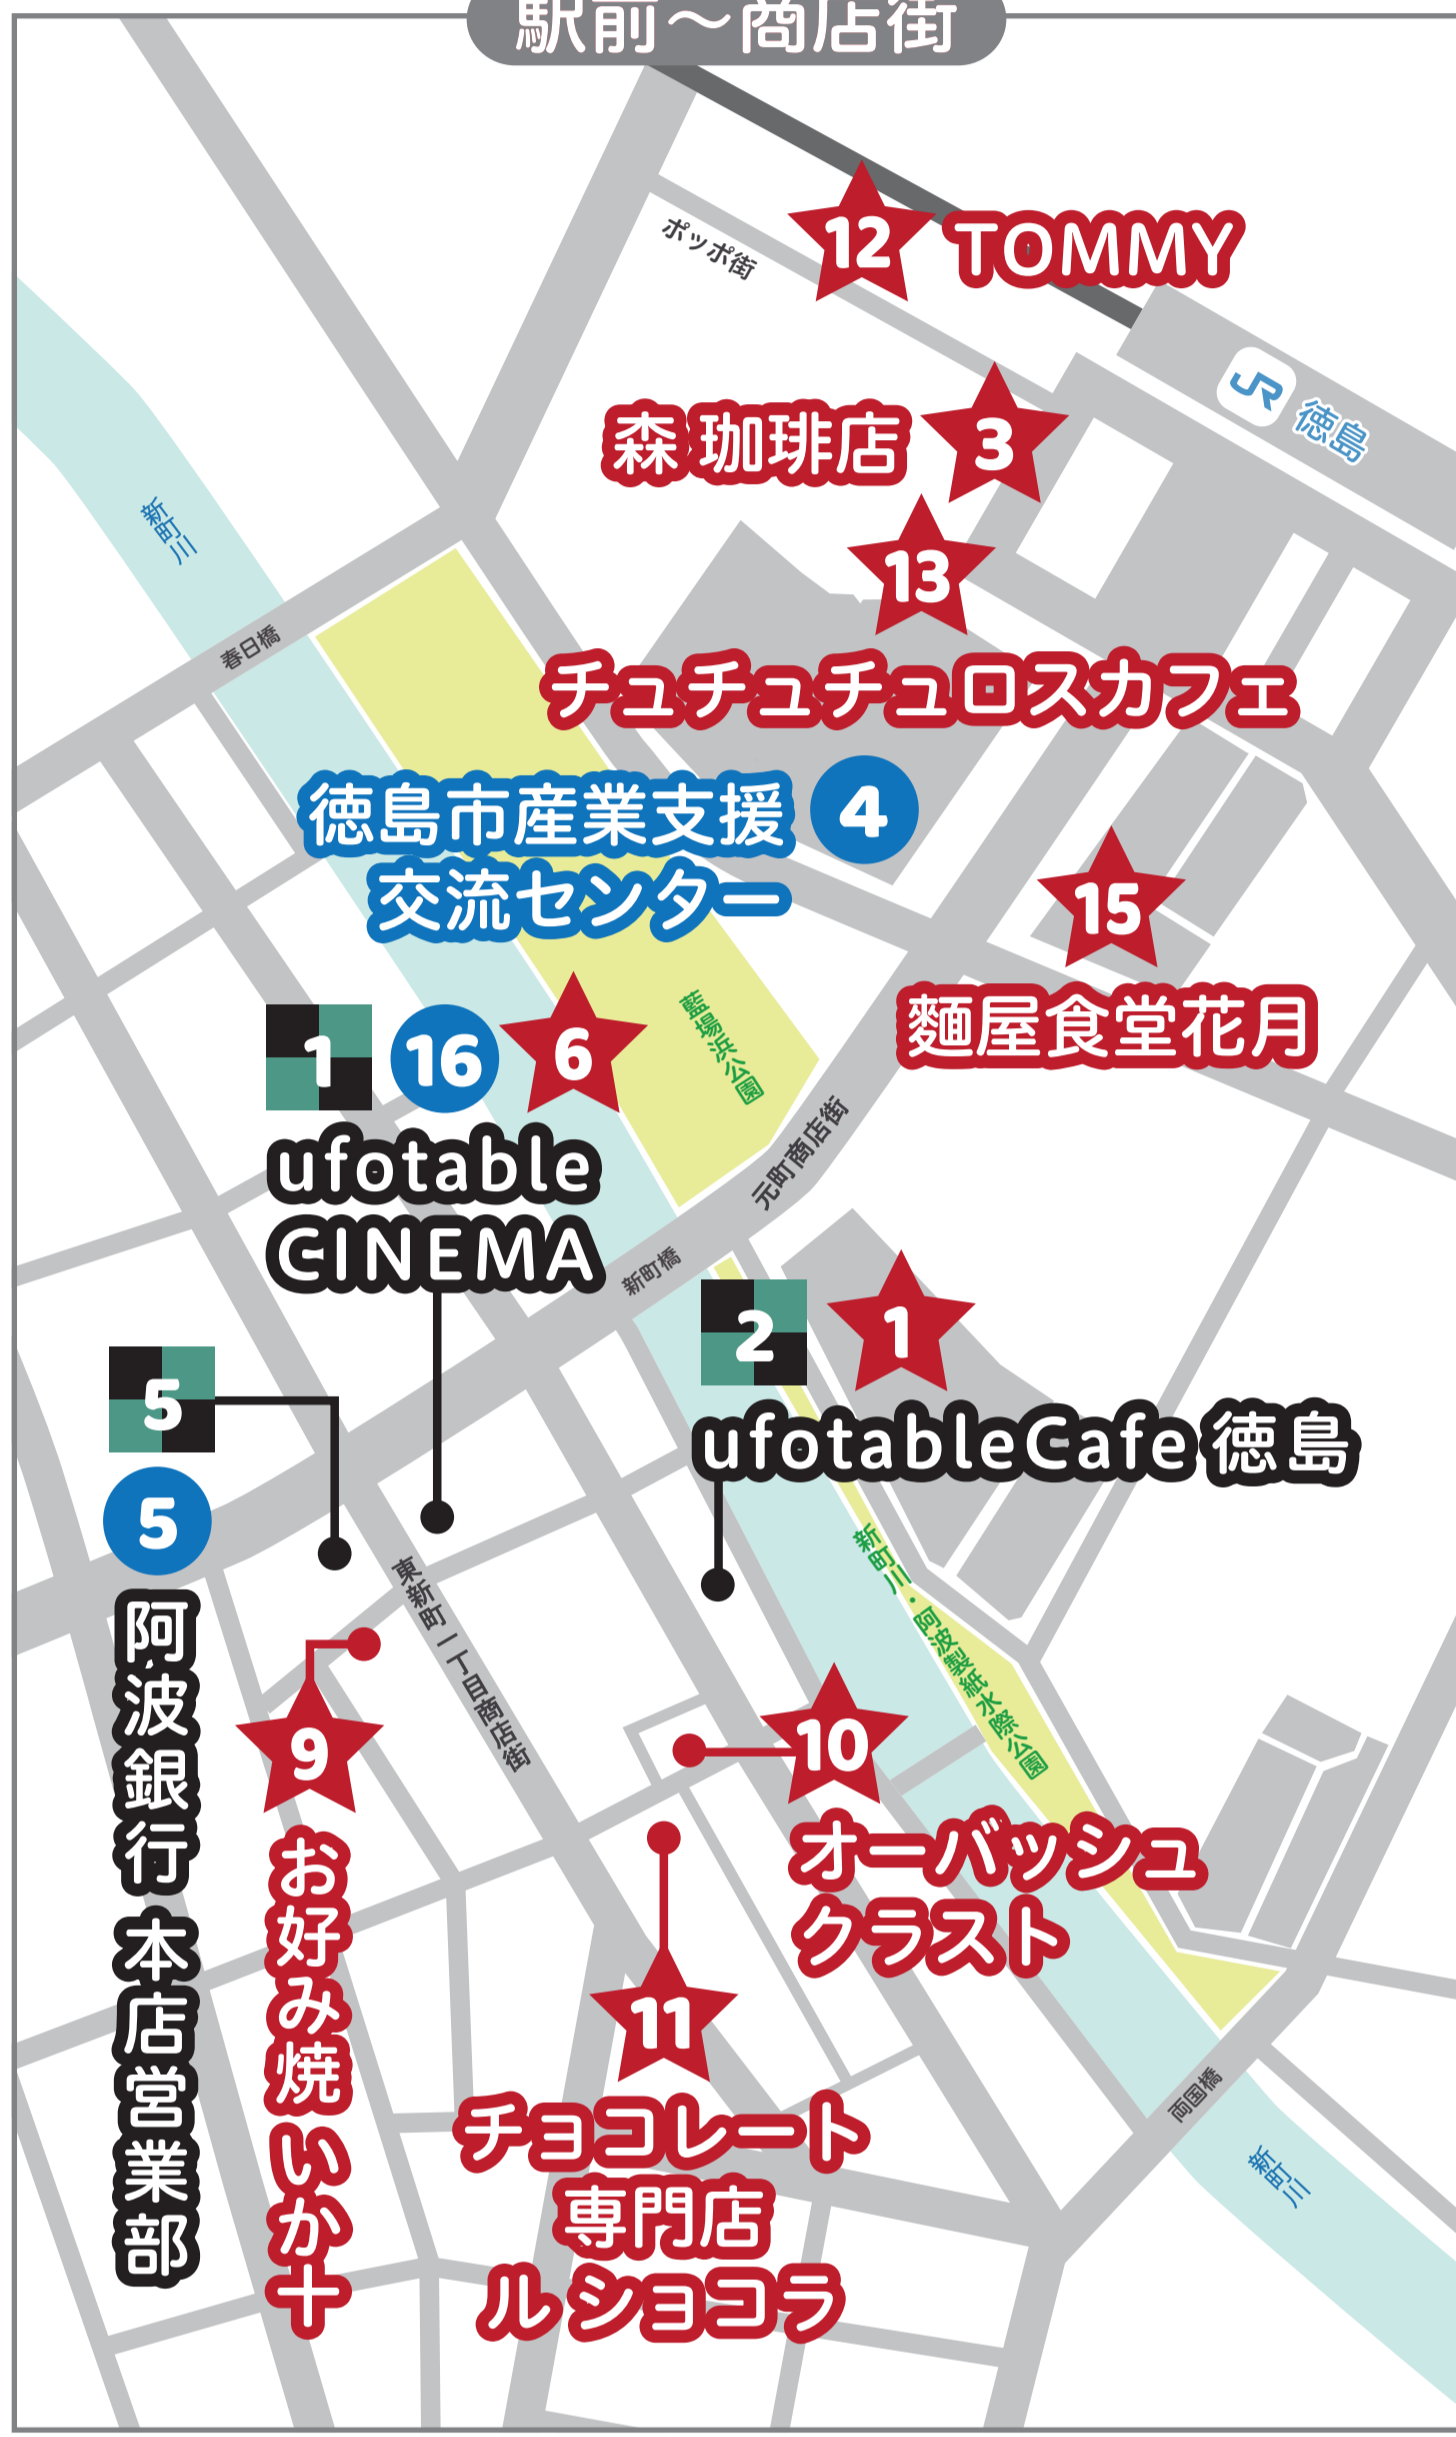 駅前～商店街
12
TOMMY
ポッポ街
JR
徳島
森珈琲店
3
13
新町川
春日橋
チュチュチュロスカフェ
徳島市産業支援
交流センター
4
15
麵屋食堂花月
1
16
6
藍場浜公園
ufotable
CINEMA
元町商店街
新町橋
2
1
ufotableCafe 徳島
5
5
阿波銀行 本店営業部
東新町一丁目商店街
新町川・阿波製紙水際公園
9
お好み焼 いか十
10
オーバッシュ
クラスト
11
チョコレート
専門店
ル ショコラ
両国橋
新町川